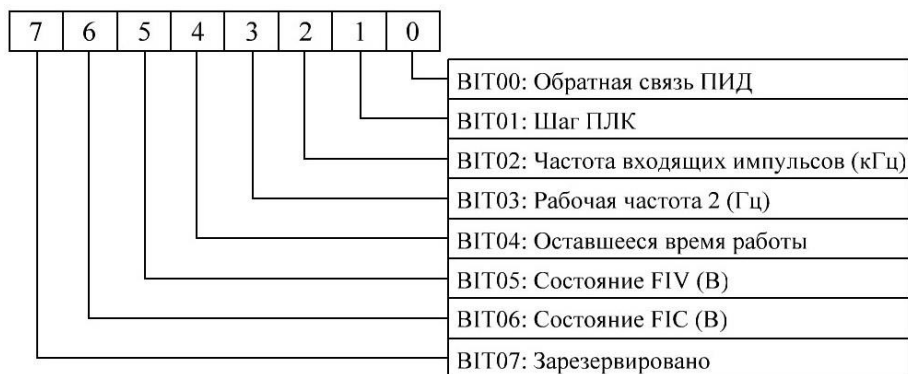 7 6 5 4 3 2 1 0
BIT00: Обратная связь ПИД
BIT01: Шаг ПЛК
BIT02: Частота входящих импульсов (кГц)
BIT03: Рабочая частота 2 (Гц)
BIT04: Оставшееся время работы
BIT05: Состояние FIV (В)
BIT06: Состояние FIC (В)
BIT07: Зарезервировано